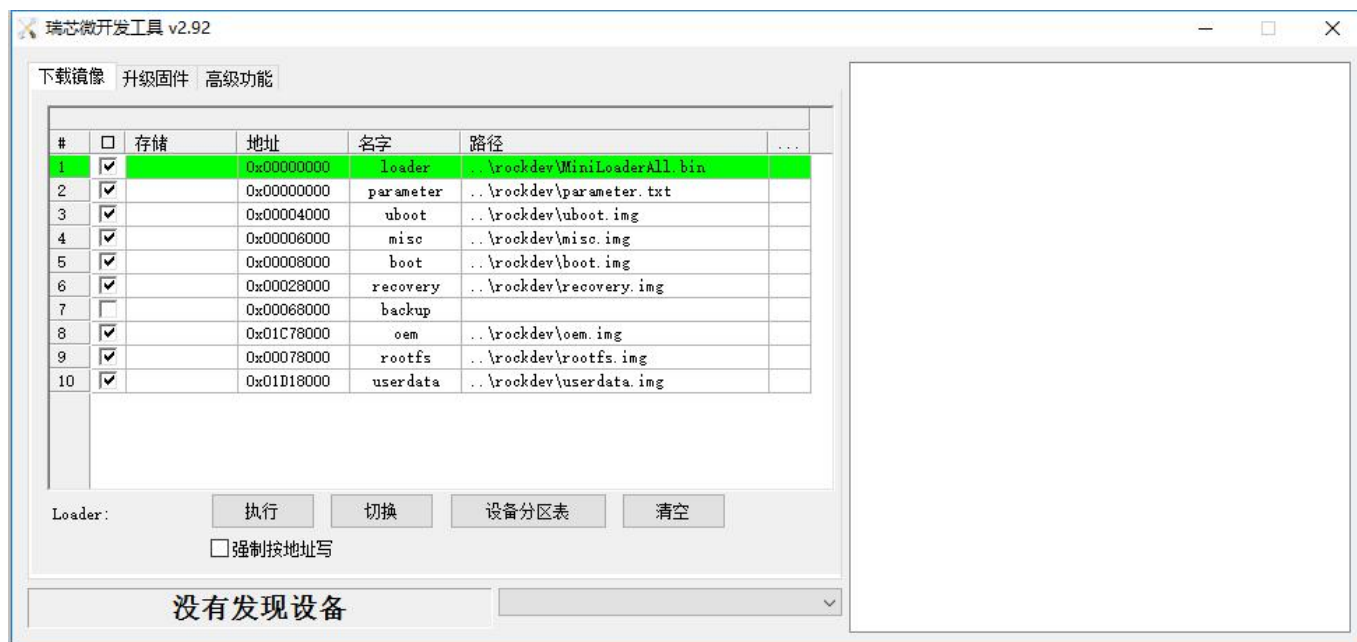 瑞芯微开发工具 v2.92
下载镜像 升级固件 高级功能
# 存储 地址 名字 路径 ...
1 0x00000000 loader ..\rockdev\MiniLoaderAll.bin
2 0x00000000 parameter ..\rockdev\parameter.txt
3 0x00004000 uboot ..\rockdev\uboot.img
4 0x00006000 misc ..\rockdev\misc.img
5 0x00008000 boot ..\rockdev\boot.img
6 0x00028000 recovery ..\rockdev\recovery.img
7 0x00068000 backup
8 0x01C78000 oem ..\rockdev\oem.img
9 0x00078000 rootfs ..\rockdev\rootfs.img
10 0x01D18000 userdata ..\rockdev\userdata.img
Loader: 执行 切换 设备分区表 清空
强制按地址写
没有发现设备